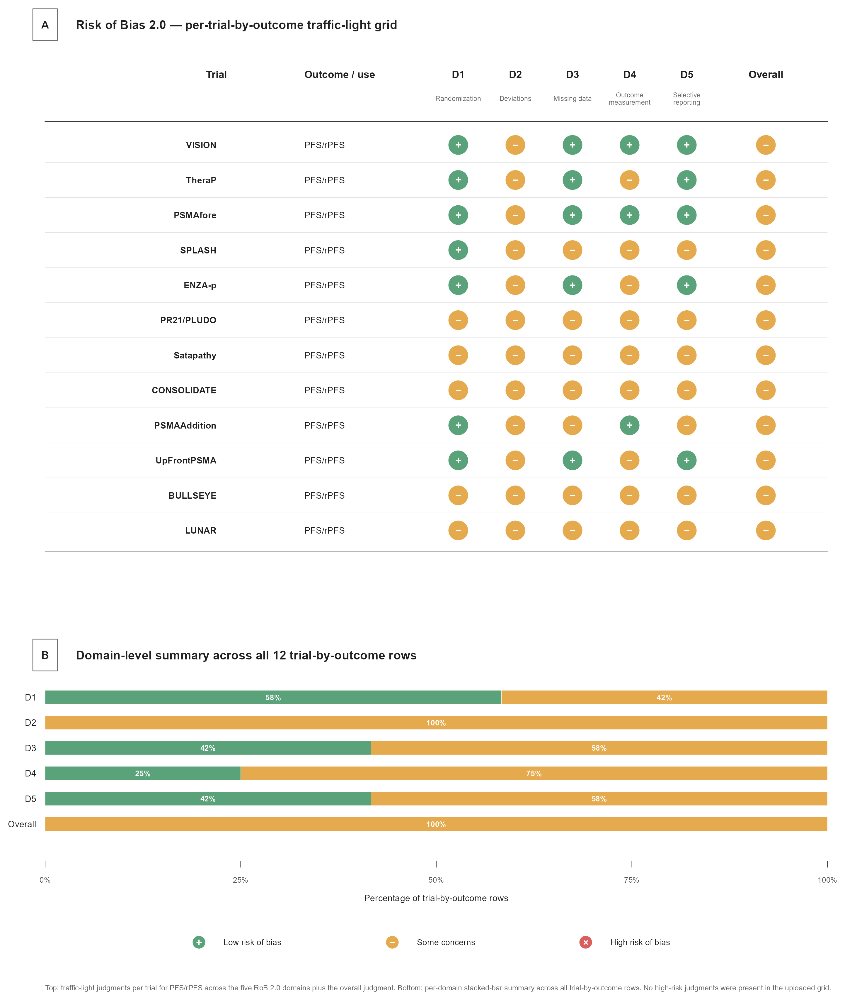 A
Risk of Bias 2.0 — per-trial-by-outcome traffic-light grid
Trial Outcome / use D1 D2 D3 D4 D5 Overall
Randomization Deviations Missing data Outcome measurement Selective reporting
VISION PFS/rPFS + − + + + −
TheraP PFS/rPFS + − + − + −
PSMAfore PFS/rPFS + − + + + −
SPLASH PFS/rPFS + − − − − −
ENZA-p PFS/rPFS + − + − + −
PR21/PLUDO PFS/rPFS − − − − − −
Satapathy PFS/rPFS − − − − − −
CONSOLIDATE PFS/rPFS − − − − − −
PSMAAddition PFS/rPFS + − − + − −
UpFrontPSMA PFS/rPFS + − + − + −
BULLSEYE PFS/rPFS − − − − − −
LUNAR PFS/rPFS − − − − − −
B
Domain-level summary across all 12 trial-by-outcome rows
D1 58% 42%
D2 100%
D3 42% 58%
D4 25% 75%
D5 42% 58%
Overall 100%
0% 25% 50% 75% 100%
Percentage of trial-by-outcome rows
+ Low risk of bias − Some concerns × High risk of bias
Top: traffic-light judgments per trial for PFS/rPFS across the five RoB 2.0 domains plus the overall judgment. Bottom: per-domain stacked-bar summary across all trial-by-outcome rows. No high-risk judgments were present in the uploaded grid.